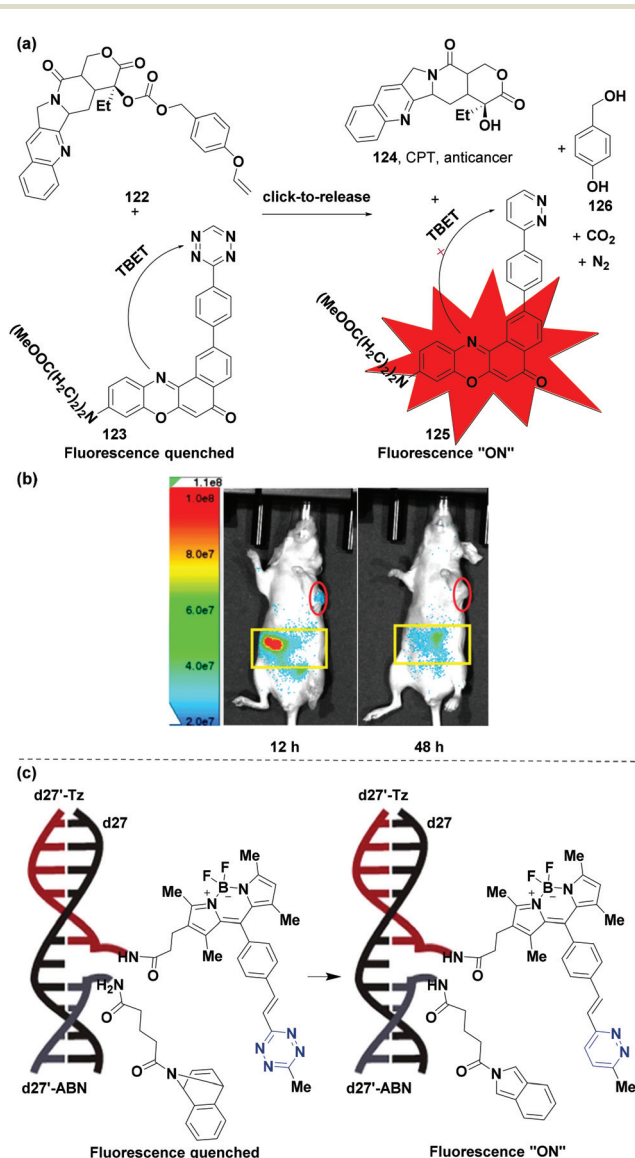 (a)
O
N
O
O
Et
O
O
O
N
O
122
+
click-to-release
N
N
N
N
TBET
(MeOOC(H₂C)₂)₂N
N
O
O
123
Fluorescence quenched
O
N
O
O
Et
OH
N
124, CPT, anticancer
+
HO
OH
126
+
TBET
×
N
N
+ CO₂
+ N₂
(MeOOC(H₂C)₂)₂N
N
O
O
125
Fluorescence "ON"
(b)
1.1e8
1.0e8
8.0e7
6.0e7
4.0e7
2.0e7
12 h
48 h
(c)
d27'-Tz
d27
F
F
Me
B
Me
N
+
−
N
Me
Me
HN
O
H₂N
O
O
N
N
N
N
N
Me
d27'-ABN
Fluorescence quenched
d27'-Tz
d27
F
F
Me
B
Me
N
+
−
N
Me
Me
HN
O
HN
O
O
N
N
N
Me
d27'-ABN
Fluorescence "ON"